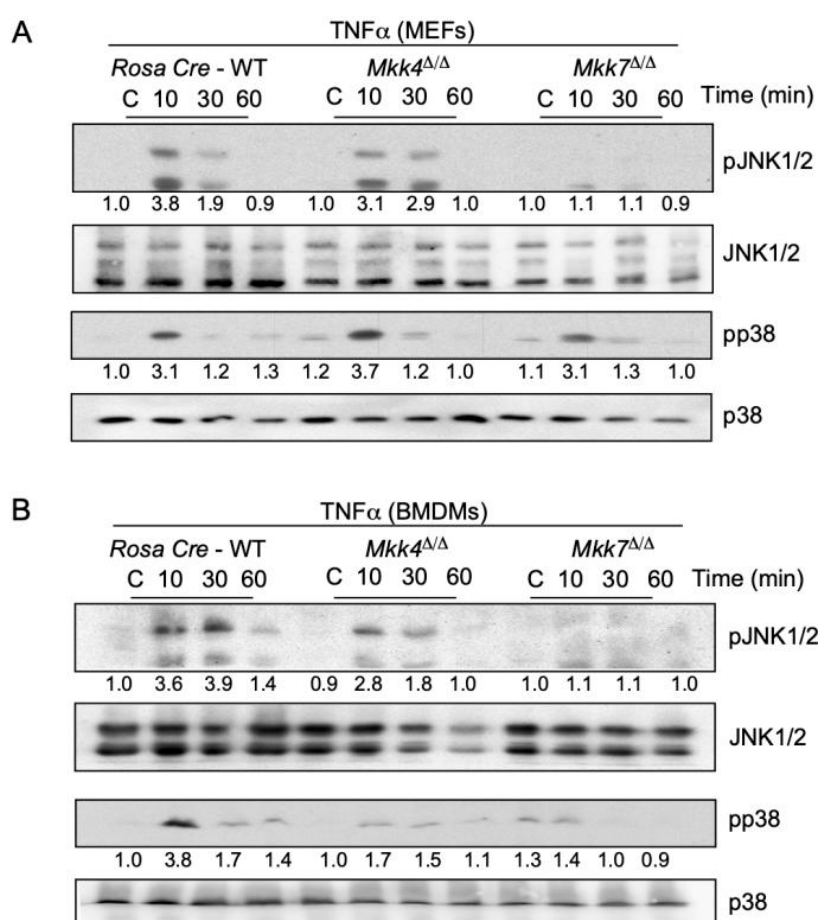 A
TNFα (MEFs)
Rosa Cre - WT Mkk4Δ/Δ Mkk7Δ/Δ
C 10 30 60 C 10 30 60 C 10 30 60 Time (min)
pJNK1/2
1.0 3.8 1.9 0.9 1.0 3.1 2.9 1.0 1.0 1.1 1.1 0.9
JNK1/2
pp38
1.0 3.1 1.2 1.3 1.2 3.7 1.2 1.0 1.1 3.1 1.3 1.0
p38
B
TNFα (BMDMs)
Rosa Cre - WT Mkk4Δ/Δ Mkk7Δ/Δ
C 10 30 60 C 10 30 60 C 10 30 60 Time (min)
pJNK1/2
1.0 3.6 3.9 1.4 0.9 2.8 1.8 1.0 1.0 1.1 1.1 1.0
JNK1/2
pp38
1.0 3.8 1.7 1.4 1.0 1.7 1.5 1.1 1.3 1.4 1.0 0.9
p38